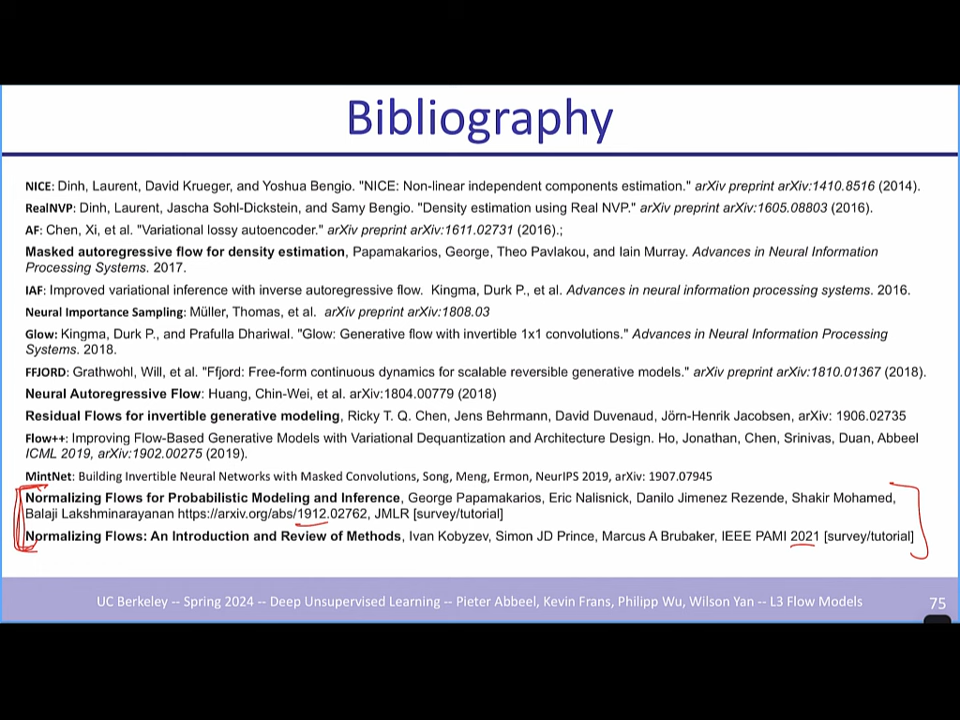 Bibliography
NICE: Dinh, Laurent, David Krueger, and Yoshua Bengio. "NICE: Non-linear independent components estimation." arXiv preprint arXiv:1410.8516 (2014).
RealNVP: Dinh, Laurent, Jascha Sohl-Dickstein, and Samy Bengio. "Density estimation using Real NVP." arXiv preprint arXiv:1605.08803 (2016).
AF: Chen, Xi, et al. "Variational lossy autoencoder." arXiv preprint arXiv:1611.02731 (2016).;
Masked autoregressive flow for density estimation, Papamakarios, George, Theo Pavlakou, and Iain Murray. Advances in Neural Information
Processing Systems. 2017.
IAF: Improved variational inference with inverse autoregressive flow. Kingma, Durk P., et al. Advances in neural information processing systems. 2016.
Neural Importance Sampling: Müller, Thomas, et al. arXiv preprint arXiv:1808.03
Glow: Kingma, Durk P., and Prafulla Dhariwal. "Glow: Generative flow with invertible 1x1 convolutions." Advances in Neural Information Processing
Systems. 2018.
FFJORD: Grathwohl, Will, et al. "Ffjord: Free-form continuous dynamics for scalable reversible generative models." arXiv preprint arXiv:1810.01367 (2018).
Neural Autoregressive Flow: Huang, Chin-Wei, et al. arXiv:1804.00779 (2018)
Residual Flows for invertible generative modeling, Ricky T. Q. Chen, Jens Behrmann, David Duvenaud, Jörn-Henrik Jacobsen, arXiv: 1906.02735
Flow++: Improving Flow-Based Generative Models with Variational Dequantization and Architecture Design. Ho, Jonathan, Chen, Srinivas, Duan, Abbeel
ICML 2019, arXiv:1902.00275 (2019).
MintNet: Building Invertible Neural Networks with Masked Convolutions, Song, Meng, Ermon, NeurIPS 2019, arXiv: 1907.07945
Normalizing Flows for Probabilistic Modeling and Inference, George Papamakarios, Eric Nalisnick, Danilo Jimenez Rezende, Shakir Mohamed,
Balaji Lakshminarayanan https://arxiv.org/abs/1912.02762, JMLR [survey/tutorial]
Normalizing Flows: An Introduction and Review of Methods, Ivan Kobyzev, Simon JD Prince, Marcus A Brubaker, IEEE PAMI 2021 [survey/tutorial]
UC Berkeley -- Spring 2024 -- Deep Unsupervised Learning -- Pieter Abbeel, Kevin Frans, Philipp Wu, Wilson Yan -- L3 Flow Models
75